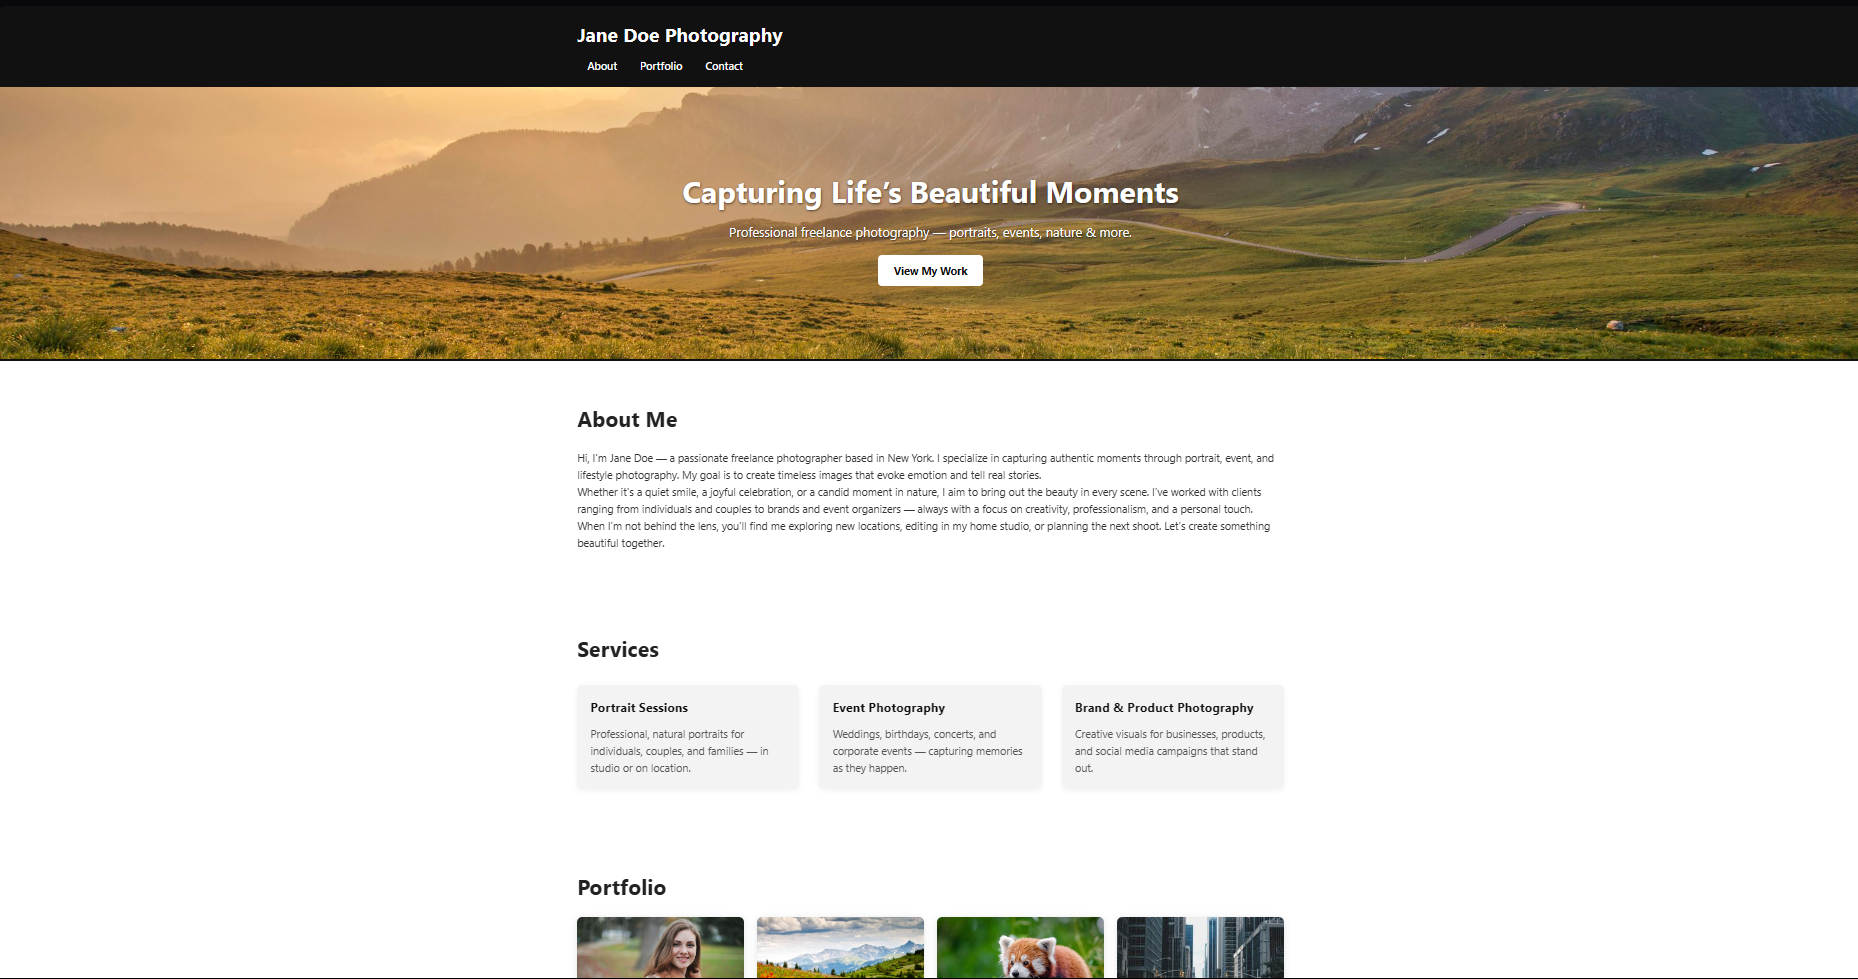 Jane Doe Photography
About Portfolio Contact
Capturing Life’s Beautiful Moments
Professional freelance photography — portraits, events, nature & more.
View My Work
About Me
Hi, I’m Jane Doe — a passionate freelance photographer based in New York. I specialize in capturing authentic moments through portrait, event, and
lifestyle photography. My goal is to create timeless images that evoke emotion and tell real stories.
Whether it’s a quiet smile, a joyful celebration, or a candid moment in nature, I aim to bring out the beauty in every scene. I’ve worked with clients
ranging from individuals and couples to brands and event organizers — always with a focus on creativity, professionalism, and a personal touch.
When I’m not behind the lens, you’ll find me exploring new locations, editing in my home studio, or planning the next shoot. Let’s create something
beautiful together.
Services
Portrait Sessions
Professional, natural portraits for
individuals, couples, and families — in
studio or on location.
Event Photography
Weddings, birthdays, concerts, and
corporate events — capturing memories
as they happen.
Brand & Product Photography
Creative visuals for businesses, products,
and social media campaigns that stand
out.
Portfolio